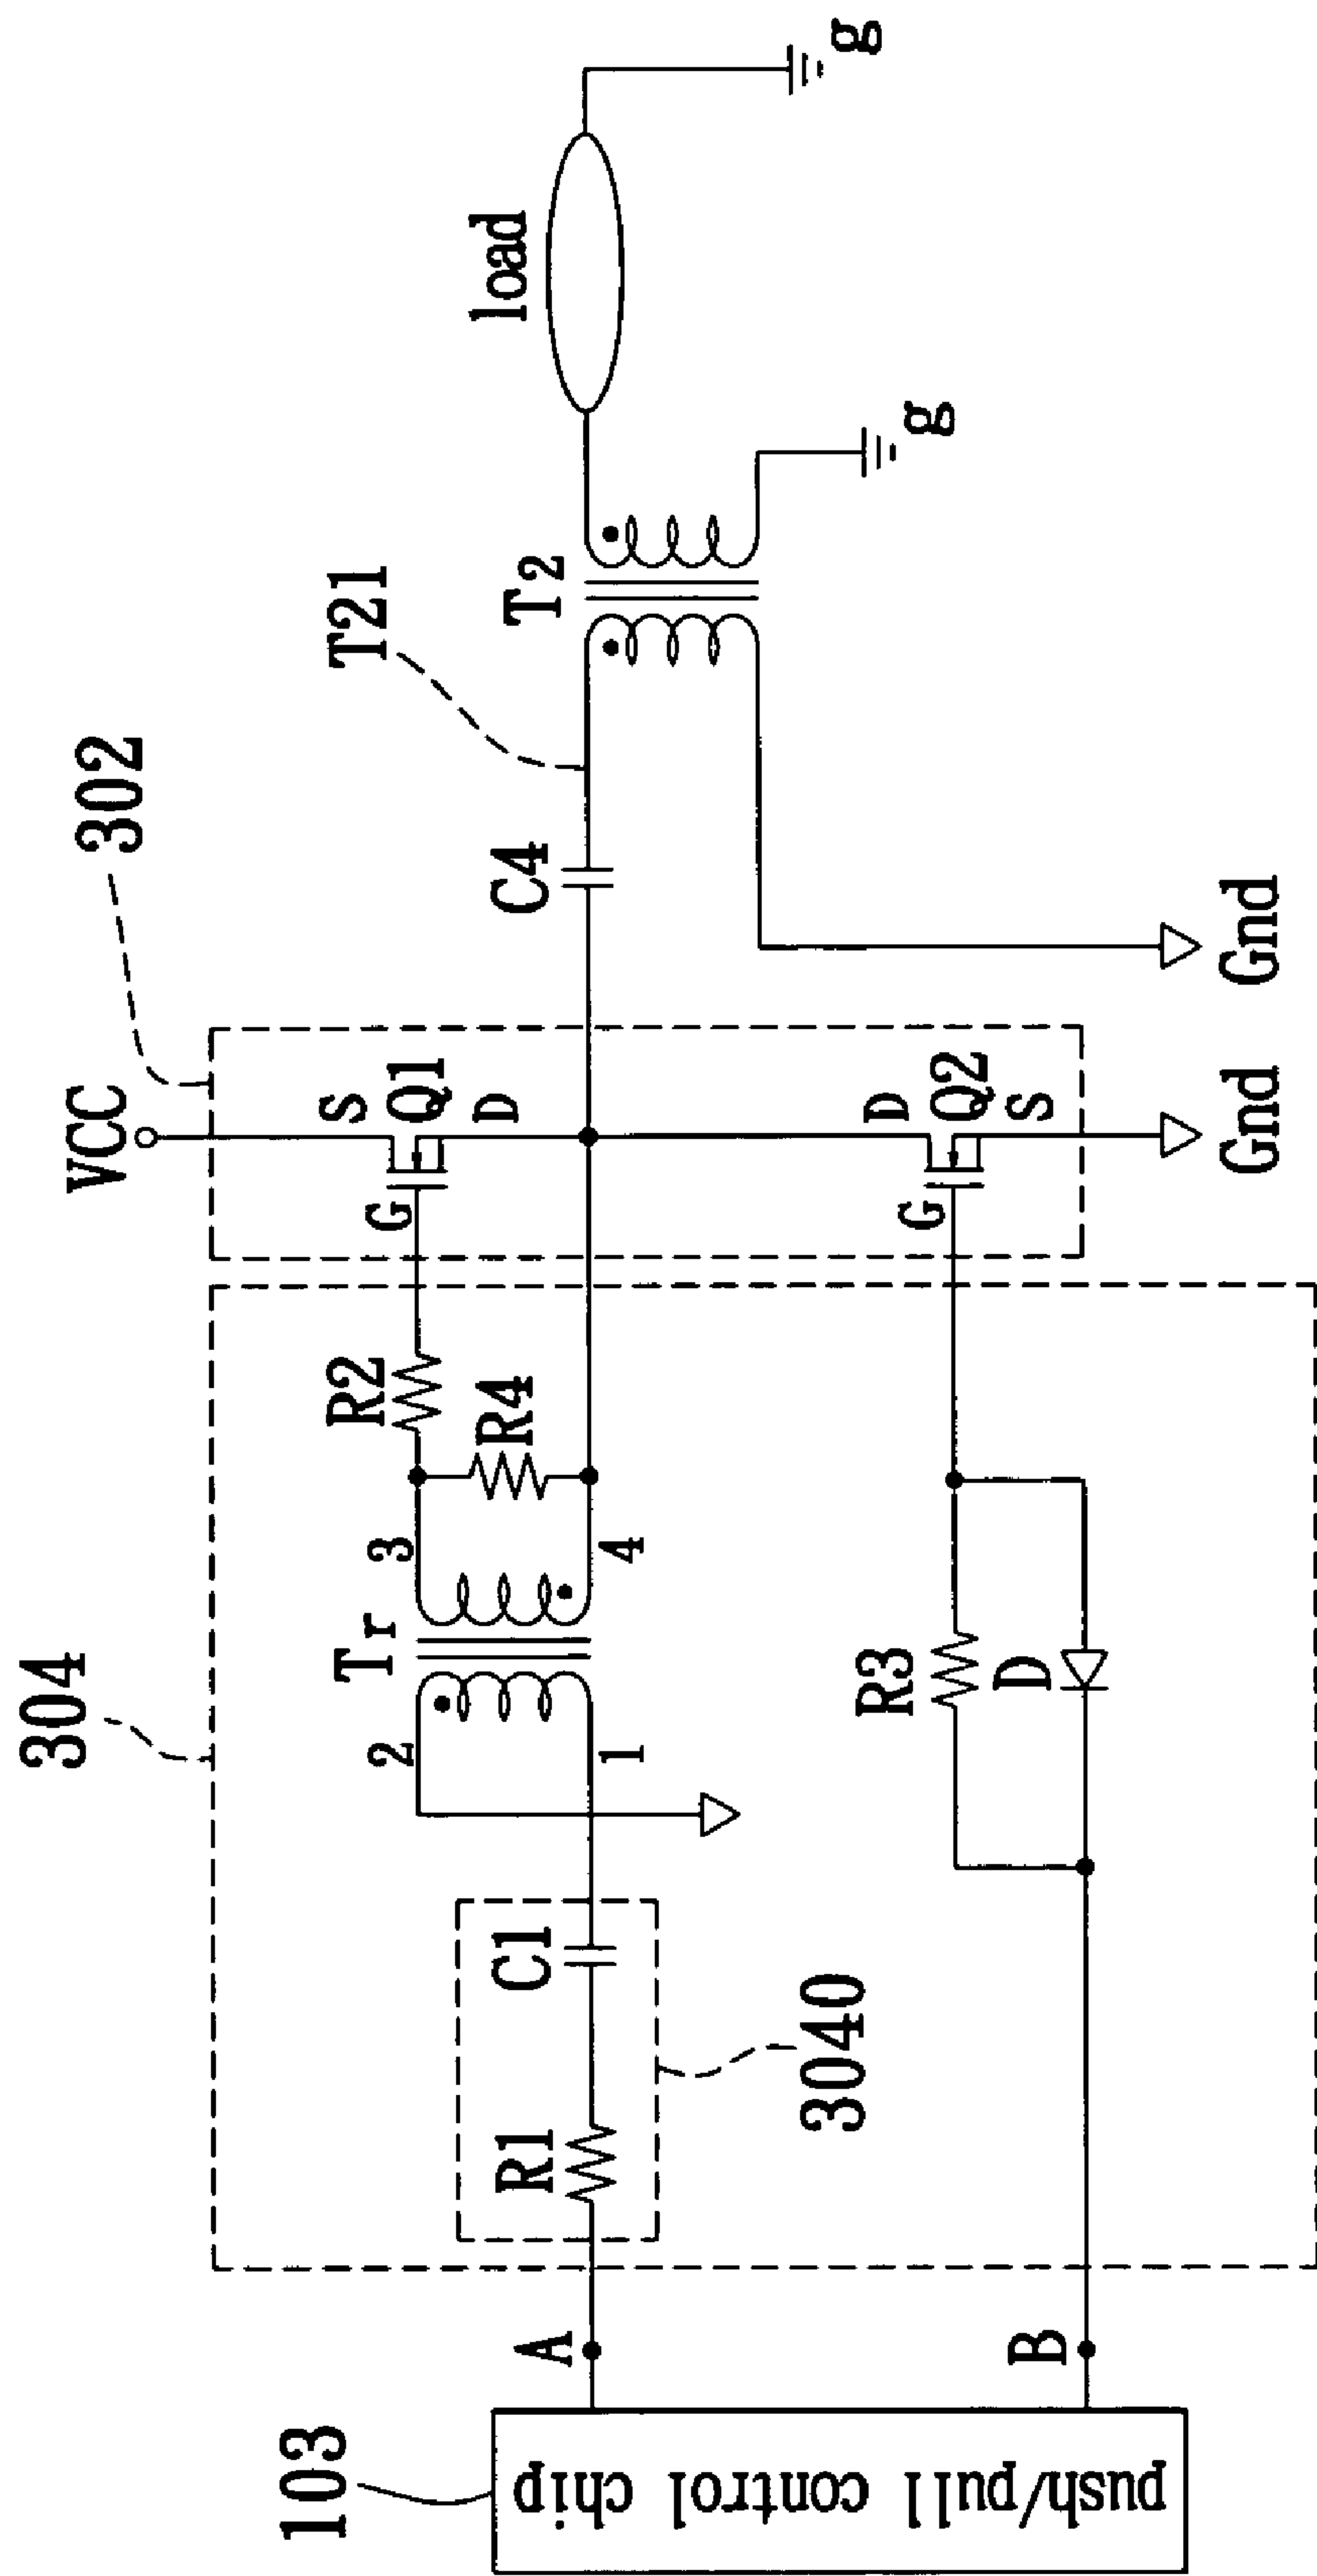 304
302
VCC
T21
S
Q1
D
G
R2
R4
Tr
3
4
2
1
C1
R1
3040
A
C4
T2
load
g
g
103
push/pull control chip
B
R3
D
G
D
Q2
S
Gnd
Gnd